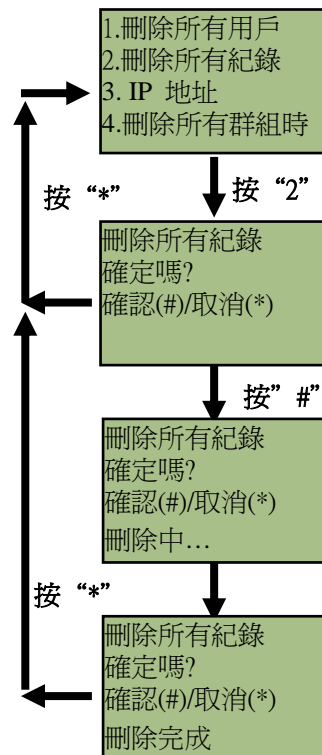 1.刪除所有用戶
2.刪除所有紀錄
3. IP 地址
4.刪除所有群組時
按 “*”
按 “2”
刪除所有紀錄
確定嗎?
確認(#)/取消(*)
按” #”
刪除所有紀錄
確定嗎?
確認(#)/取消(*)
刪除中…
按 “*”
刪除所有紀錄
確定嗎?
確認(#)/取消(*)
刪除完成